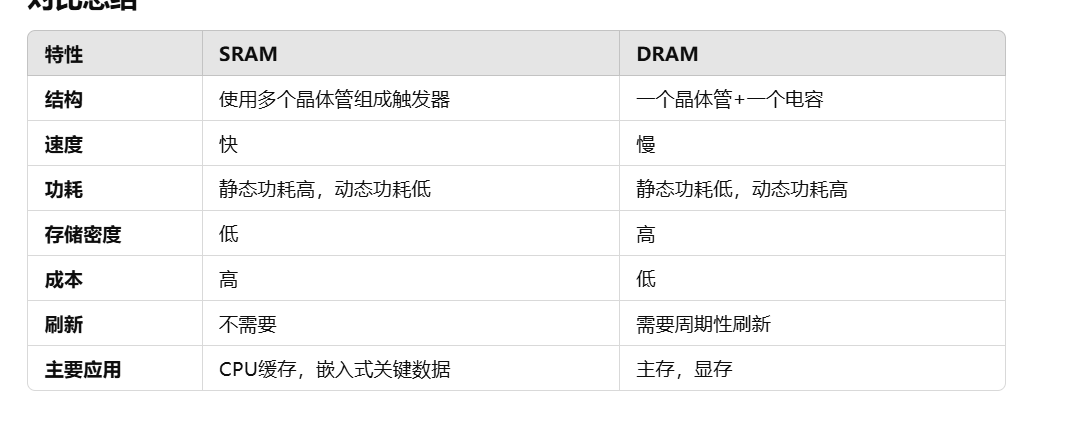 对比总结
特性 SRAM DRAM
结构 使用多个晶体管组成触发器 一个晶体管+一个电容
速度 快 慢
功耗 静态功耗高，动态功耗低 静态功耗低，动态功耗高
存储密度 低 高
成本 高 低
刷新 不需要 需要周期性刷新
主要应用 CPU缓存，嵌入式关键数据 主存，显存